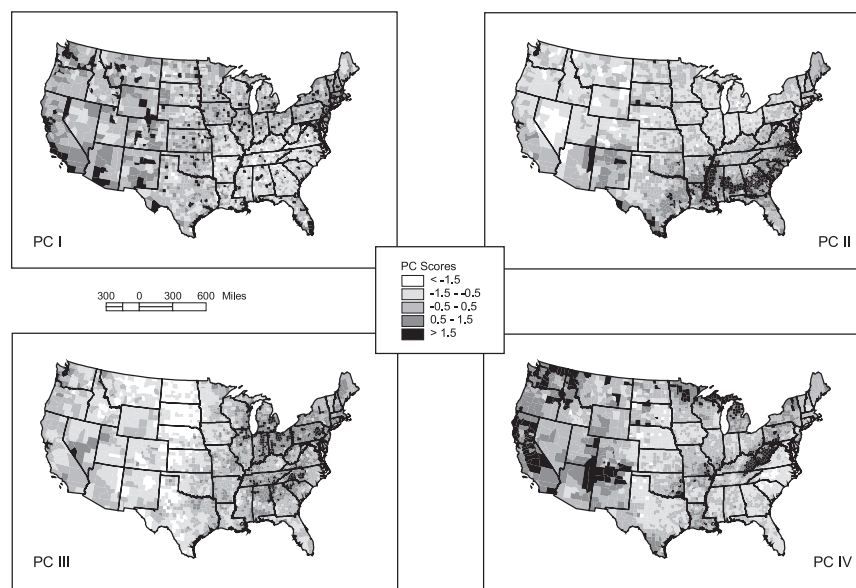 PC I
PC II
PC Scores
< -1.5
-1.5 - -0.5
-0.5 - 0.5
0.5 - 1.5
> 1.5
300 0 300 600 Miles
PC III
PC IV